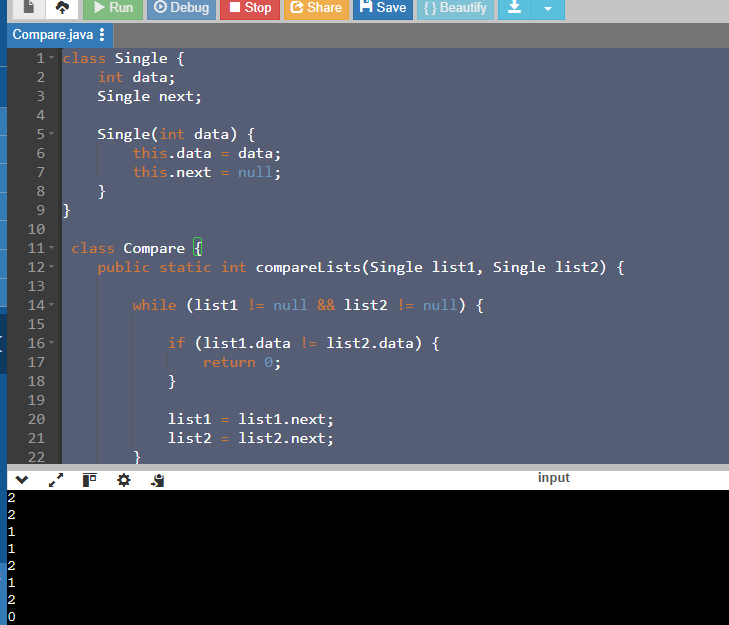 Run Debug Stop Share Save { } Beautify
Compare.java
1 class Single {
2 int data;
3 Single next;
4
5 Single(int data) {
6 this.data = data;
7 this.next = null;
8 }
9 }
10
11 class Compare {
12 public static int compareLists(Single list1, Single list2) {
13
14 while (list1 != null && list2 != null) {
15
16 if (list1.data != list2.data) {
17 return 0;
18 }
19
20 list1 = list1.next;
21 list2 = list2.next;
22 }
input
2
2
1
1
2
1
2
0